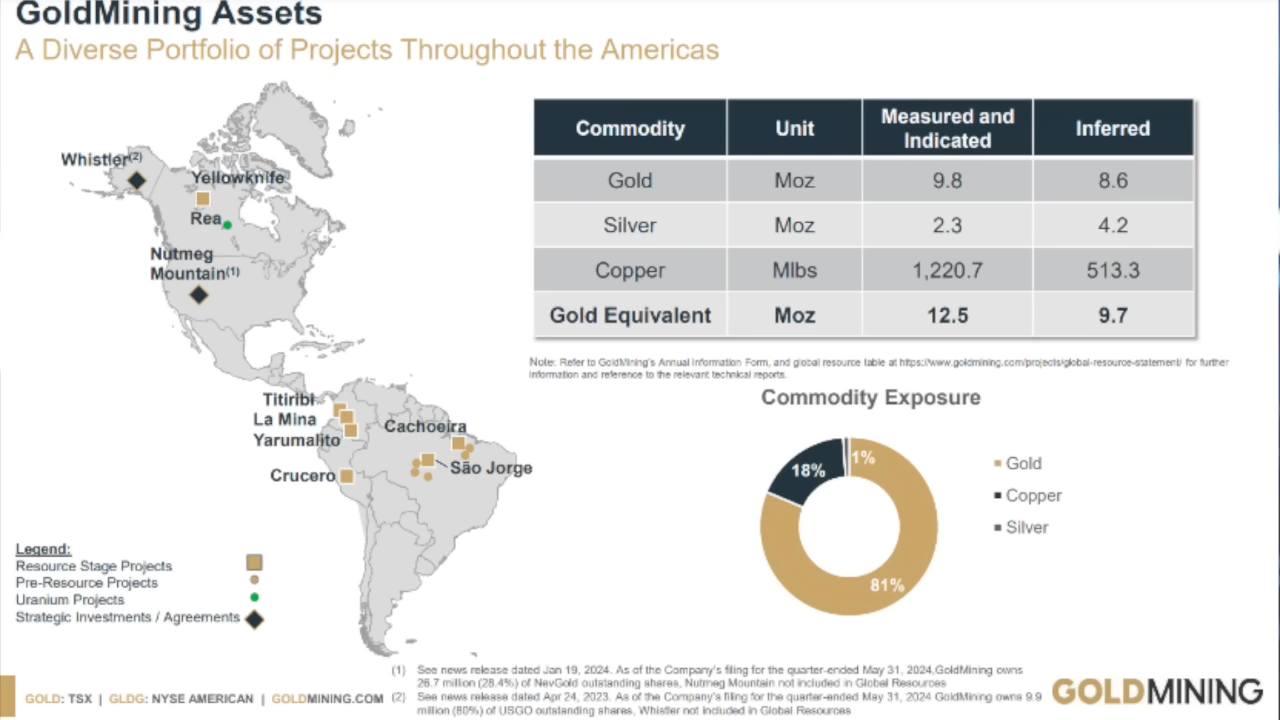 GoldMining Assets
A Diverse Portfolio of Projects Throughout the Americas
Whistler(2)
Yellowknife
Rea
Nutmeg
Mountain(1)
Titiribi
La Mina
Yarumalito
Cachoeira
São Jorge
Crucero
Legend:
Resource Stage Projects
Pre-Resource Projects
Uranium Projects
Strategic Investments / Agreements
Commodity Unit Measured and Indicated Inferred
Gold Moz 9.8 8.6
Silver Moz 2.3 4.2
Copper Mlbs 1,220.7 513.3
Gold Equivalent Moz 12.5 9.7
Note: Refer to GoldMining's Annual Information Form, and global resource table at https://www.goldmining.com/projects/global-resource-statement/ for further
information and reference to the relevant technical reports.
Commodity Exposure
1%
18%
81%
Gold
Copper
Silver
(1) See news release dated Jan 19, 2024. As of the Company's filing for the quarter-ended May 31, 2024,GoldMining owns
26.7 million (28.4%) of NevGold outstanding shares, Nutmeg Mountain not included in Global Resources
(2) See news release dated Apr 24, 2023. As of the Company's filing for the quarter-ended May 31, 2024 GoldMining owns 9.9
million (80%) of USGO outstanding shares, Whistler not included in Global Resources
GOLD: TSX | GLDG: NYSE AMERICAN | GOLDMINING.COM
GOLDMINING